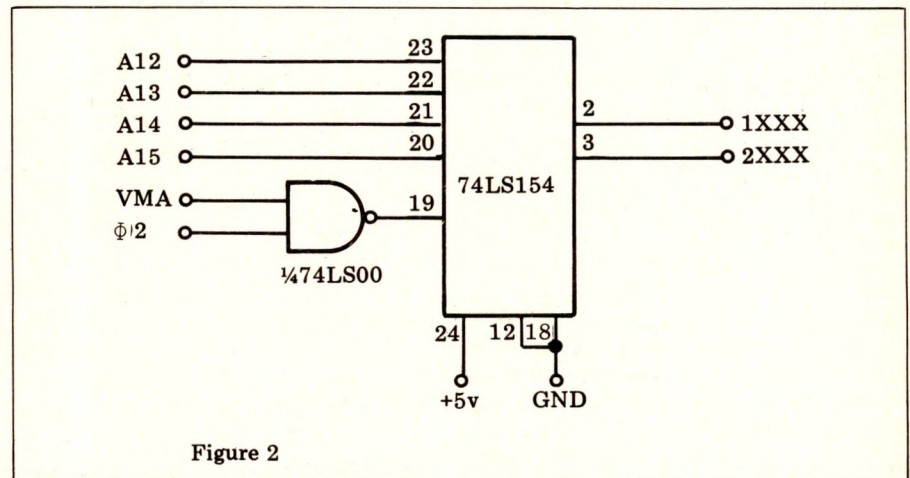 23
A12
22
A13
21
2
A14
1XXX
20
3
A15
2XXX
74LS154
VMA
19
Φ2
¼74LS00
24
12
18
+5v
GND
Figure 2